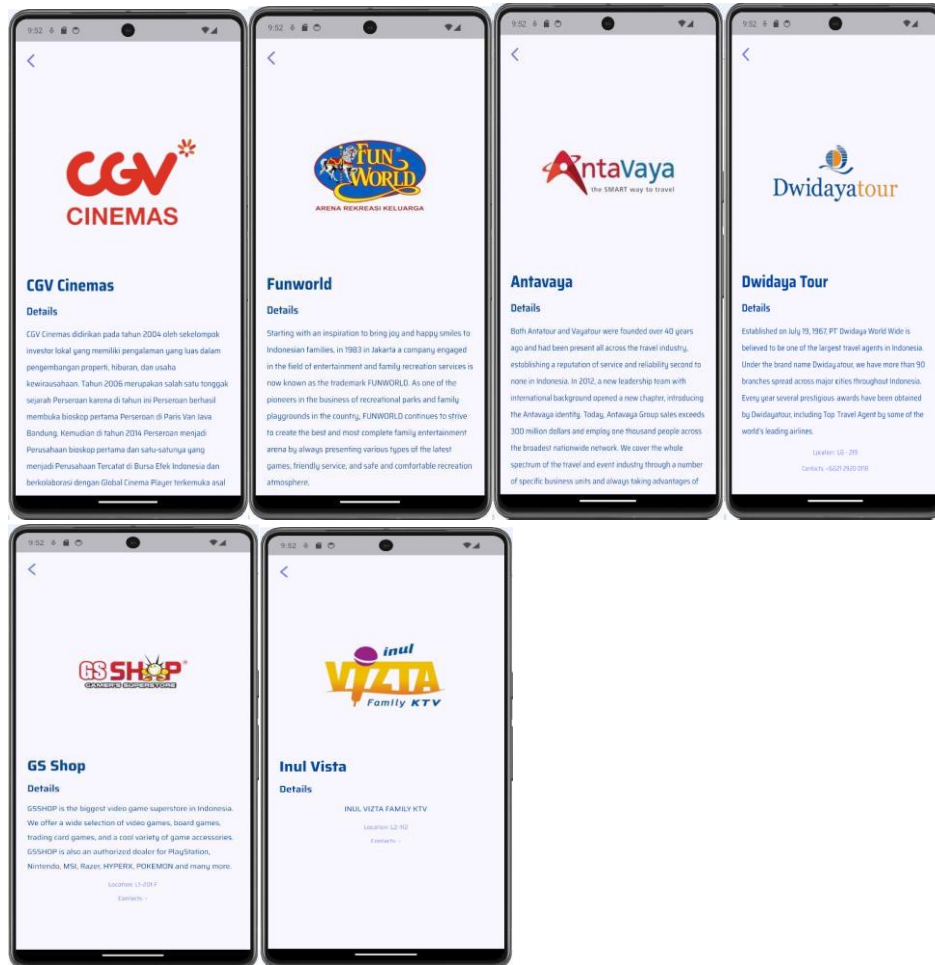 9:52
CGV
CINEMAS
CGV Cinemas
Details
CGV Cinemas didirikan pada tahun 2004 oleh sekelompok
investor lokal yang memiliki pengalaman yang luas dalam
pengembangan properti, hiburan, dan usaha
kewirausahaan. Tahun 2006 merupakan salah satu tonggak
sejarah Perseroan karena di tahun ini Perseroan berhasil
membuka bioskop pertama Perseroan di Paris Van Java
Bandung. Kemudian di tahun 2014 Perseroan menjadi
Perusahaan bioskop pertama dan satu-satunya yang
menjadi Perusahaan Tercatat di Bursa Efek Indonesia dan
berkolaborasi dengan Global Cinema Player terkemuka asal
9:52
FUN
WORLD
ARENA REKREASI KELUARGA
Funworld
Details
Starting with an inspiration to bring joy and happy smiles to
Indonesian families, in 1983 in Jakarta a company engaged
in the field of entertainment and family recreation services is
now known as the trademark FUNWORLD. As one of the
pioneers in the business of recreational parks and family
playgrounds in the country, FUNWORLD continues to strive
to create the best and most complete family entertainment
arena by always presenting various types of the latest
games, friendly service, and safe and comfortable recreation
atmosphere.
9:52
AntaVaya
the SMART way to travel
Antavaya
Details
Both Antatour and Vayatour were founded over 40 years
ago and had been present all across the travel industry,
establishing a reputation of service and reliability second to
none in Indonesia. In 2012, a new leadership team with
international background opened a new chapter, introducing
the Antavaya identity. Today, Antavaya Group sales exceeds
300 million dollars and employ one thousand people across
the broadest nationwide network. We cover the whole
spectrum of the travel and event industry through a number
of specific business units and always taking advantages of
9:52
Dwidayatour
Dwidaya Tour
Details
Established on July 19, 1967, PT Dwidaya World Wide is
believed to be one of the largest travel agents in Indonesia.
Under the brand name Dwidayatour, we have more than 90
branches spread across major cities throughout Indonesia.
Every year several prestigious awards have been obtained
by Dwidayatour, including Top Travel Agent by some of the
world's leading airlines.
Location: LG - 219
Contacts: +6221 2920 0118
9:52
GS SHOP
GAMER'S SUPERSTORE
GS Shop
Details
GSSHOP is the biggest video game superstore in Indonesia.
We offer a wide selection of video games, board games,
trading card games, and a cool variety of game accessories.
GSSHOP is also an authorized dealer for PlayStation,
Nintendo, MSI, Razer, HYPERX, POKEMON and many more.
Location: L1-201 F
Contacts: -
9:52
inul
VIZTA
Family KTV
Inul Vista
Details
INUL VIZTA FAMILY KTV
Location: L2-112
Contacts: -